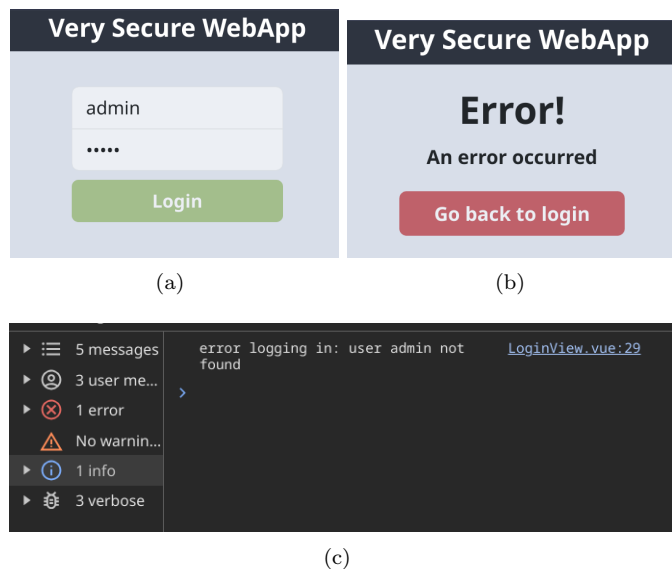 Very Secure WebApp
admin
•••••
Login
(a)
Very Secure WebApp
Error!
An error occurred
Go back to login
(b)
5 messages
3 user me...
1 error
No warnin...
1 info
3 verbose
error logging in: user admin not LoginView.vue:29
found
(c)